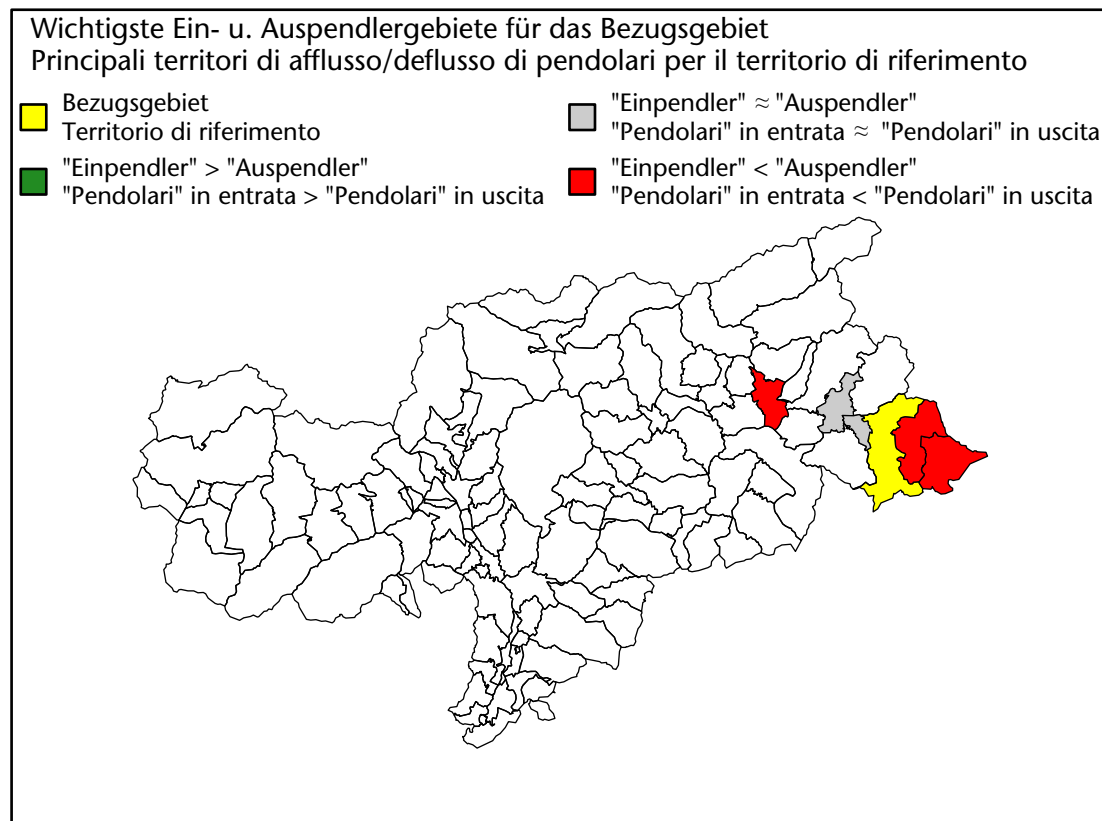 Wichtigste Ein- u. Auspendlergebiete für das Bezugsgebiet
Principali territori di afflusso/deflusso di pendolari per il territorio di riferimento
Bezugsgebiet
Territorio di riferimento
"Einpendler" > "Auspendler"
"Pendolari" in entrata > "Pendolari" in uscita
"Einpendler" ≈ "Auspendler"
"Pendolari" in entrata ≈ "Pendolari" in uscita
"Einpendler" < "Auspendler"
"Pendolari" in entrata < "Pendolari" in uscita